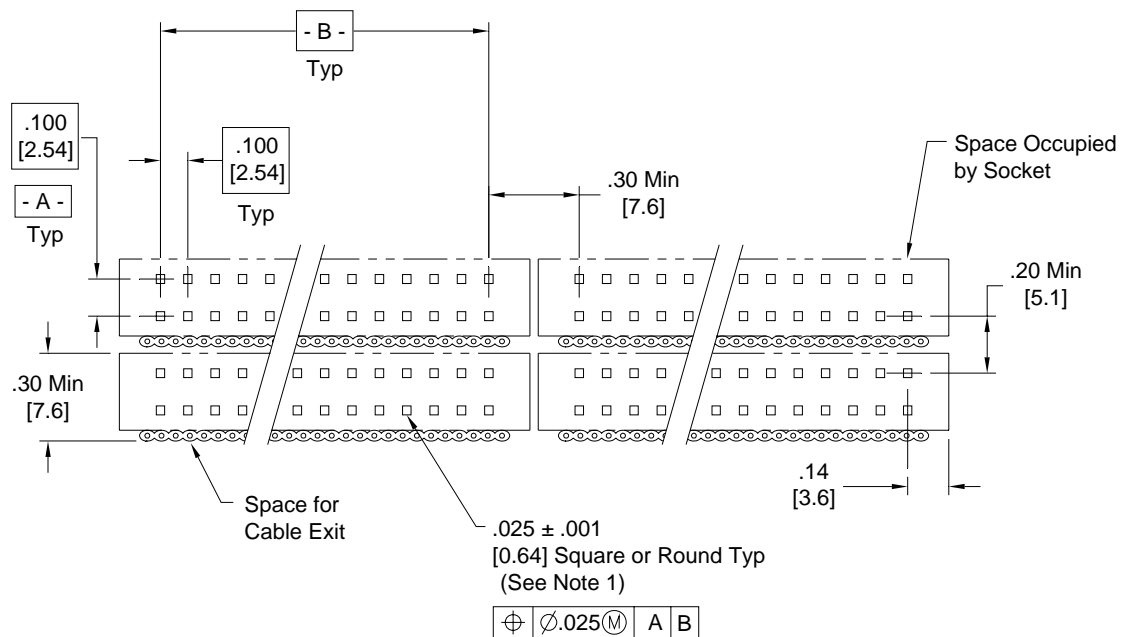 - B -
Typ
.100
[2.54]
.100
[2.54]
- A -
Typ
Typ
.30 Min
[7.6]
Space Occupied
by Socket
.20 Min
[5.1]
.30 Min
[7.6]
.14
[3.6]
Space for
Cable Exit
.025 ± .001
[0.64] Square or Round Typ
(See Note 1)
⌖ ∅.025Ⓜ A B